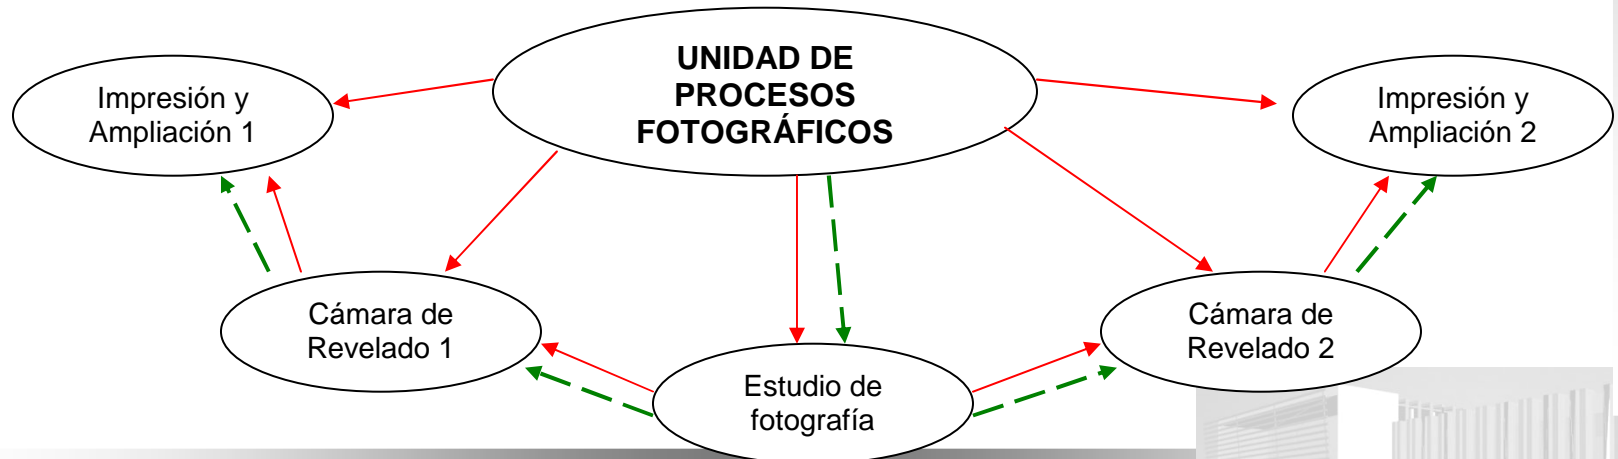 UNIDAD DE
PROCESOS
FOTOGRÁFICOS
Impresión y
Ampliación 1
Impresión y
Ampliación 2
Cámara de
Revelado 1
Cámara de
Revelado 2
Estudio de
fotografía